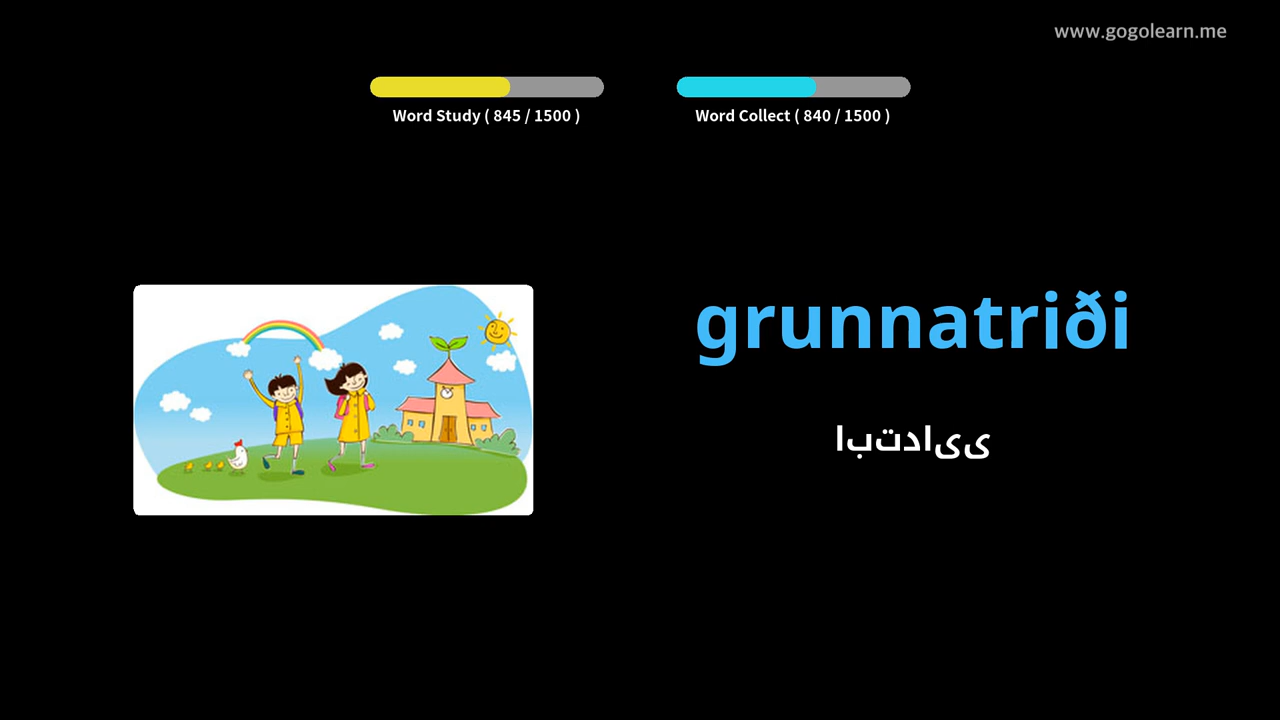 www.gogolearn.me
Word Study ( 845 / 1500 )
Word Collect ( 840 / 1500 )
grunnatriði
ابتدایی